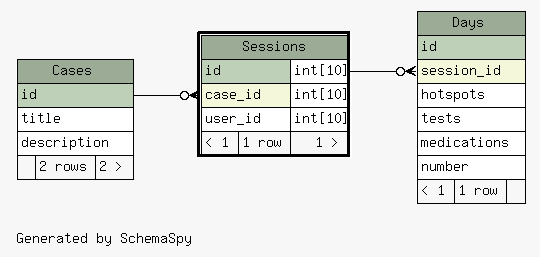 Cases
id
title
description
2 rows 2 >
Sessions
id int[10]
case_id int[10]
user_id int[10]
< 1 1 row 1 >
Days
id
session_id
hotspots
tests
medications
number
< 1 1 row
Generated by SchemaSpy